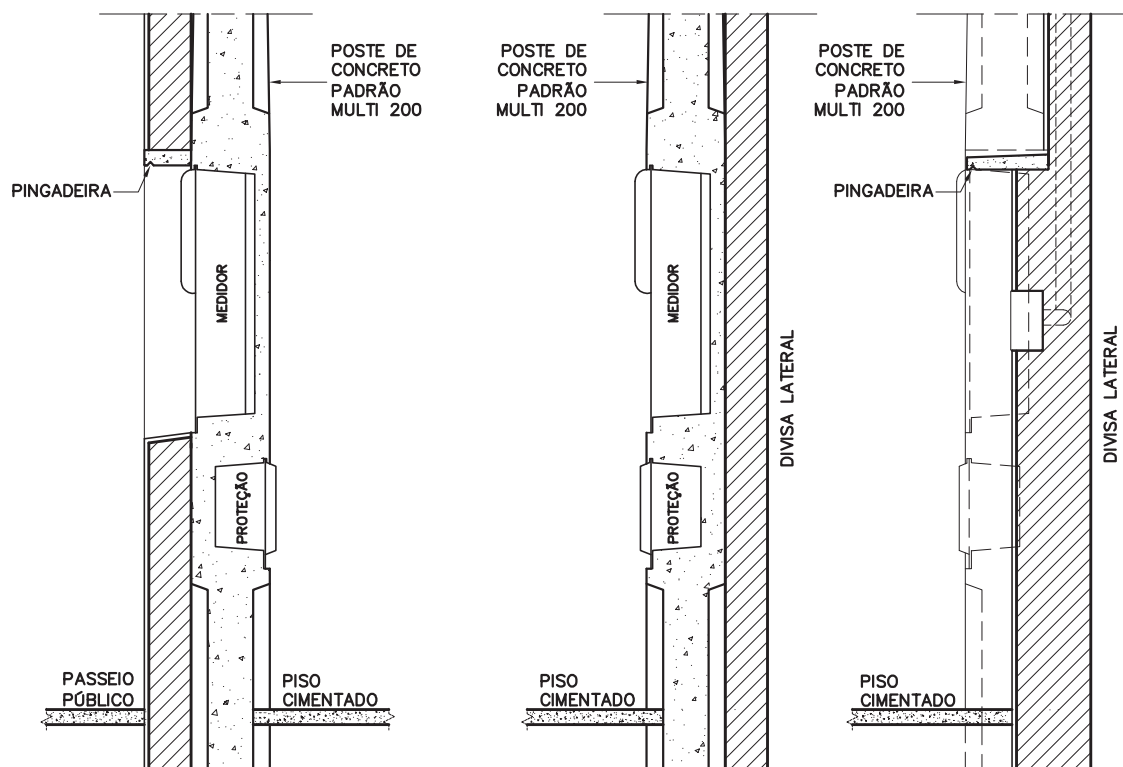 POSTE DE
CONCRETO
PADRÃO
MULTI 200
PINGADEIRA
MEDIDOR
PROTEÇÃO
PASSEIO
PÚBLICO
PISO
CIMENTADO
POSTE DE
CONCRETO
PADRÃO
MULTI 200
MEDIDOR
PROTEÇÃO
DIVISA LATERAL
PISO
CIMENTADO
POSTE DE
CONCRETO
PADRÃO
MULTI 200
PINGADEIRA
DIVISA LATERAL
PISO
CIMENTADO